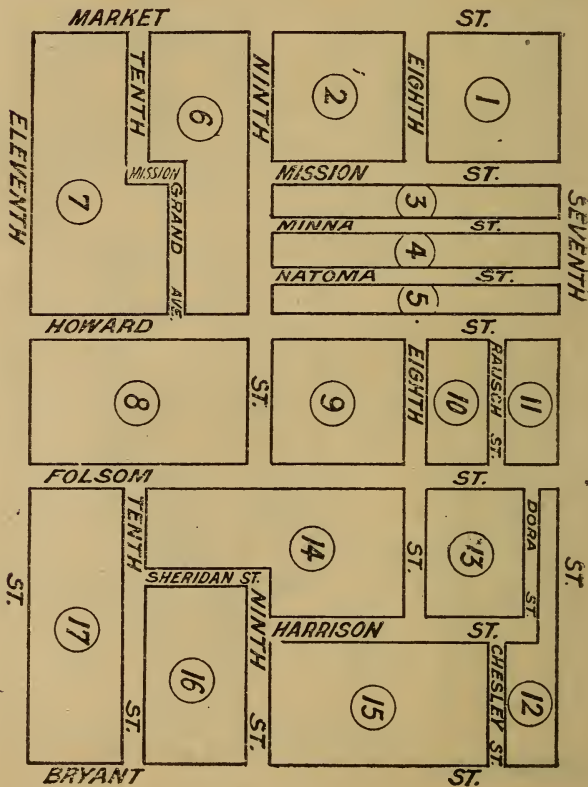 MARKET ST.
ELEVENTH
TENTH
NINTH
EIGHTH
SEVENTH
7
6
2
1
MISSION
GRAND AVE.
MISSION ST.
3
MINNA ST.
4
NATOMA ST.
5
HOWARD ST.
8
ST.
9
EIGHTH
10
RAUSCH ST.
11
FOLSOM ST.
ST.
17
TENTH ST.
SHERIDAN ST.
14
ST.
13
DORA ST.
ST.
NINTH ST.
HARRISON ST.
16
15
CHESLEY ST.
12
BRYANT ST.